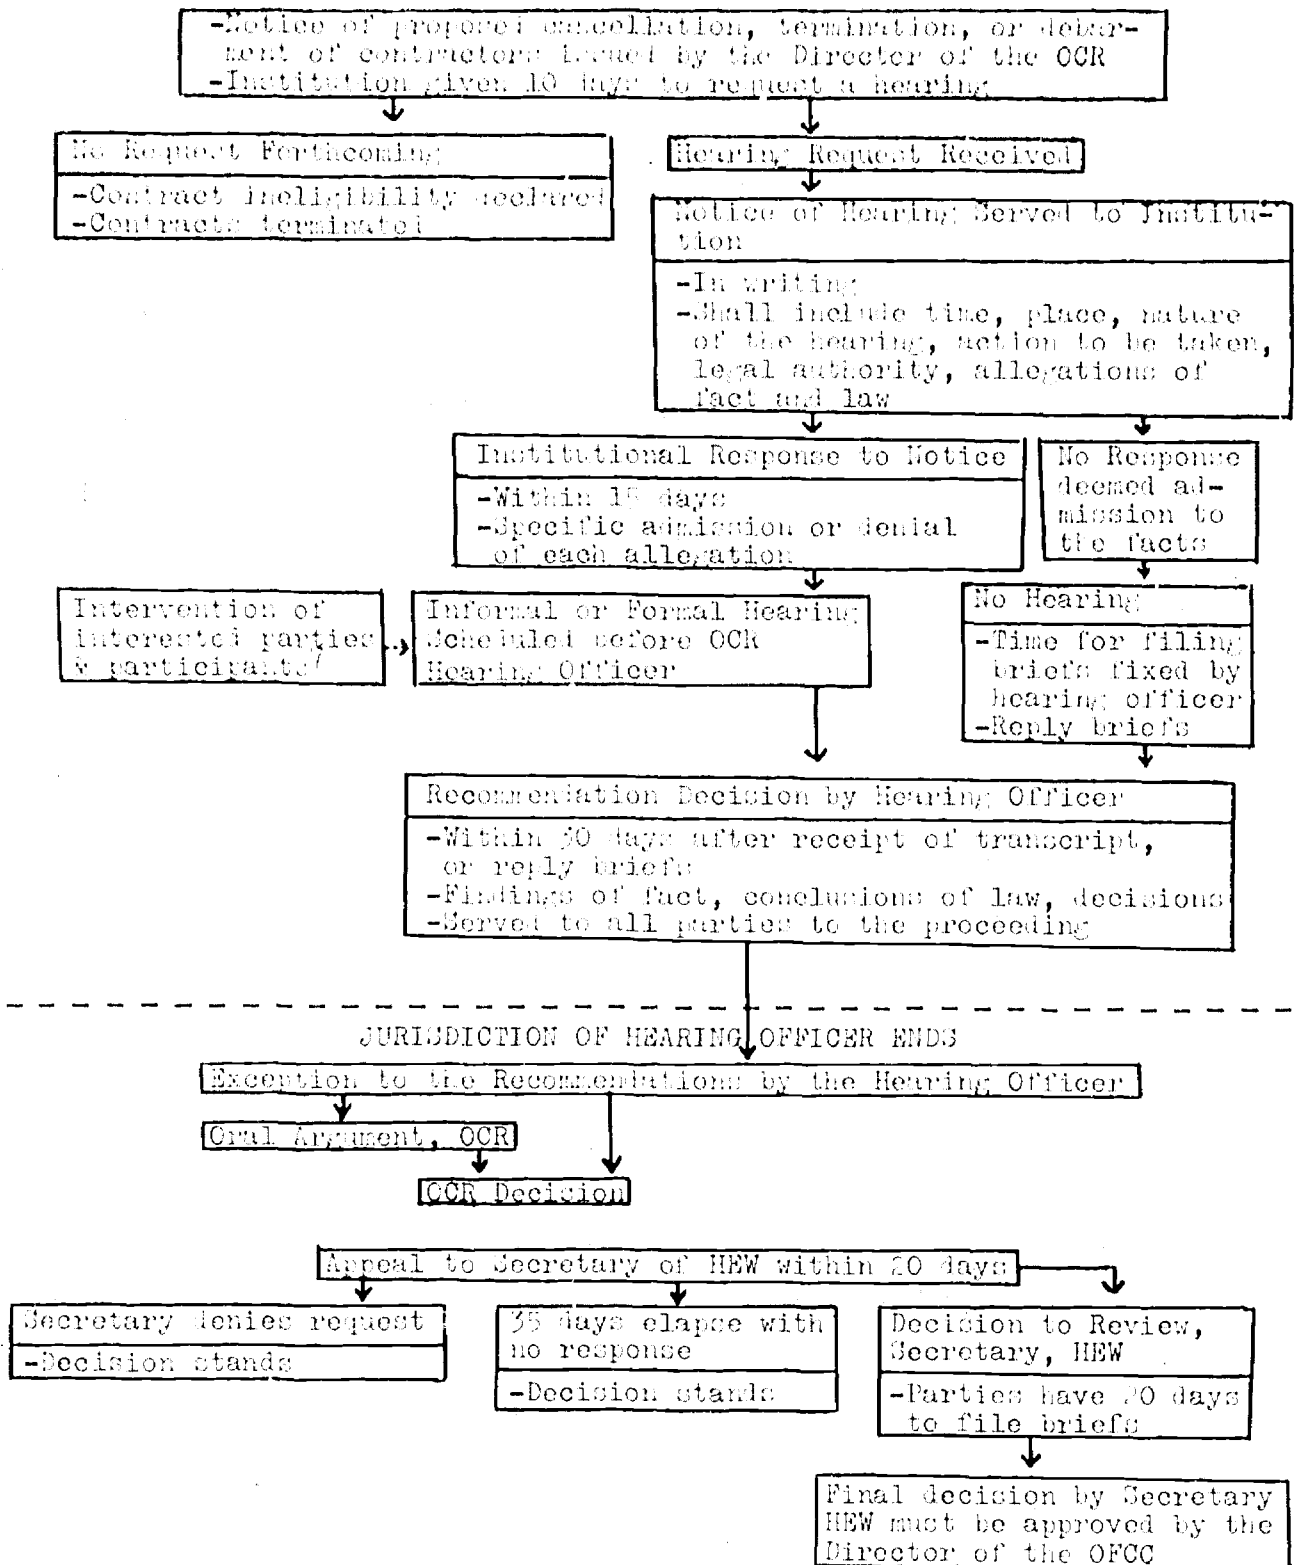 -Notice of proposed cancellation, termination, or debar-
ment of contractors issued by the Director of the OCR
-Institution given 10 days to request a hearing
No Request Forthcoming
-Contract ineligibility declared
-Contracts terminated
Hearing Request Received
Notice of Hearing Served to Institu-
tion
-In writing
-Shall include time, place, nature
of the hearing, action to be taken,
legal authority, allegations of
fact and law
Institutional Response to Notice
-Within 15 days
-Specific admission or denial
of each allegation
No Response
deemed ad-
mission to
the facts
Intervention of
interested parties
& participants
Informal or Formal Hearing
Scheduled before OCR
Hearing Officer
No Hearing
-Time for filing
briefs fixed by
hearing officer
-Reply briefs
Recommendation Decision by Hearing Officer
-Within 30 days after receipt of transcript,
or reply briefs
-Findings of fact, conclusions of law, decisions
-Served to all parties to the proceeding
JURISDICTION OF HEARING OFFICER ENDS
Exception to the Recommendations by the Hearing Officer
Oral Argument, OCR
OCR Decision
Appeal to Secretary of HEW within 20 days
Secretary denies request
-Decision stands
35 days elapse with
no response
-Decision stands
Decision to Review,
Secretary, HEW
-Parties have 20 days
to file briefs
Final decision by Secretary
HEW must be approved by the
Director of the OFCC